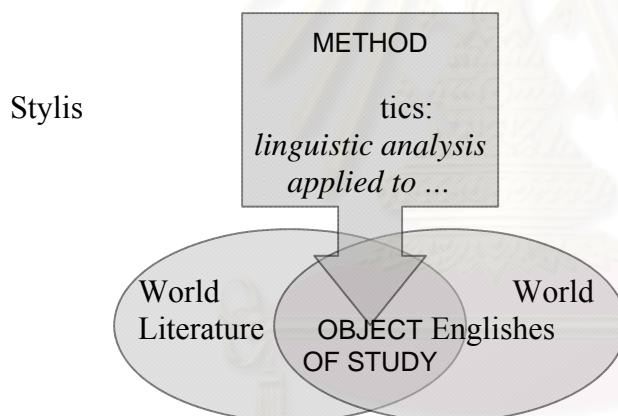 METHOD
Stylis tics:
linguistic analysis
applied to ...
World World
Literature OBJECT Englishes
OF STUDY